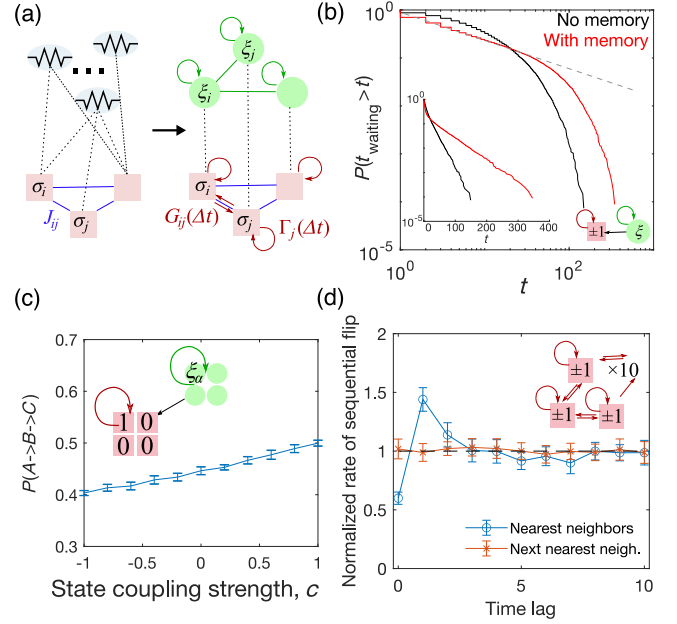 (a)
ξj
ξi
σi
σj
Jij
σi
σj
Gij(Δt)
Γj(Δt)
(b)
No memory
With memory
P(twaiting > t)
10^0
10^-5
10^0
10^2
t
10^0
10^-5
0 100 200 300 400
t
±1
ξ
(c)
P(A->B->C)
0.7
0.6
0.5
0.4
0.3
-1 -0.5 0 0.5 1
State coupling strength, c
ξα
1 0
0 0
(d)
Normalized rate of sequential flip
2
1.5
1
0.5
0
0 5 10
Time lag
±1
×10
±1
±1
Nearest neighbors
Next nearest neigh.